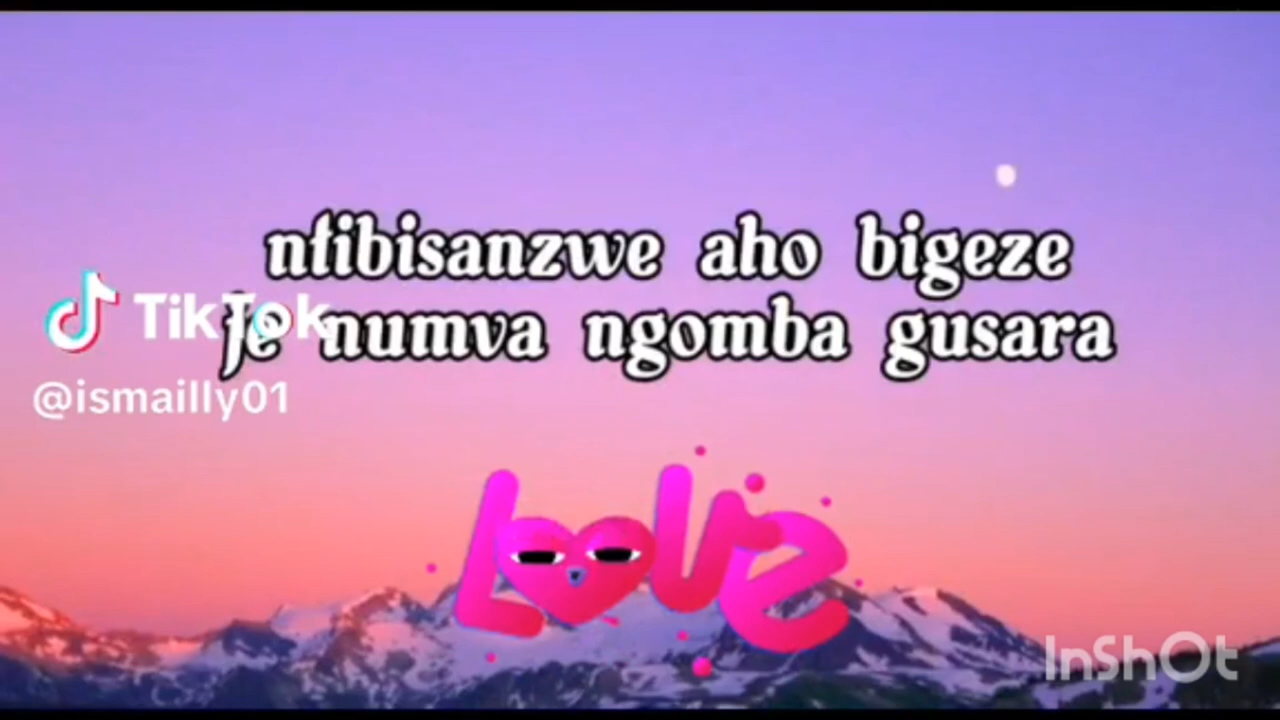 ntibisanzwe aho bigeze
je numva ngomba gusara
TikTok
@ismailly01
Love
InShOt